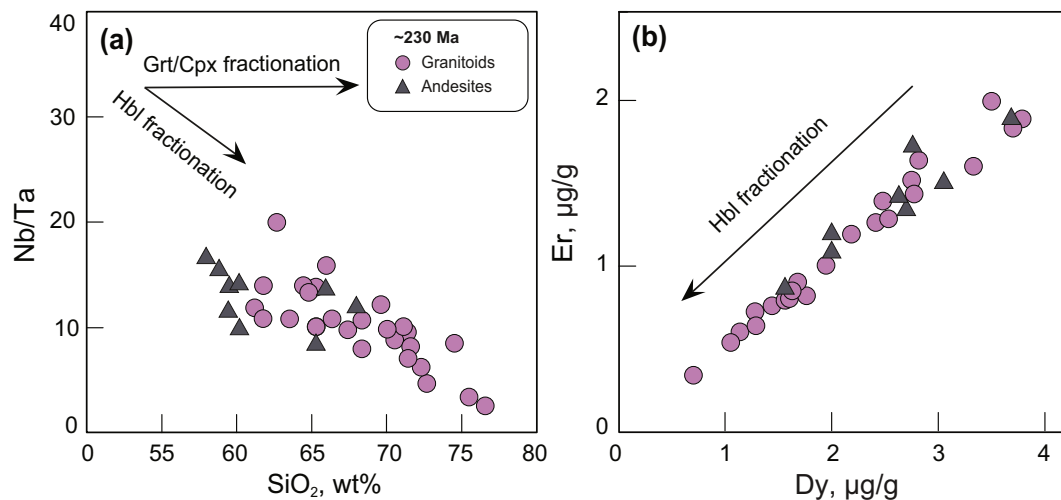 (a)
~230 Ma
Granitoids
Andesites
Grt/Cpx fractionation
Hbl fractionation
40
30
20
10
0
Nb/Ta
0 55 60 65 70 75 80
SiO₂, wt%
(b)
Hbl fractionation
2
1
0
Er, µg/g
0 1 2 3 4
Dy, µg/g